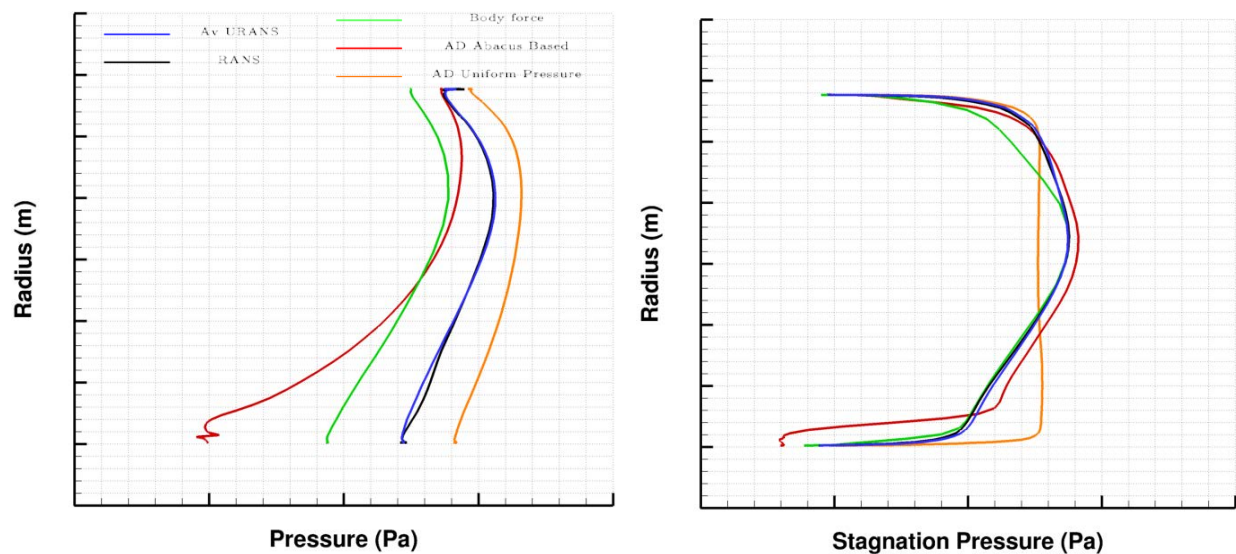 Body force
Av URANS
AD Abacus Based
RANS
AD Uniform Pressure
Radius (m)
Pressure (Pa)
Radius (m)
Stagnation Pressure (Pa)